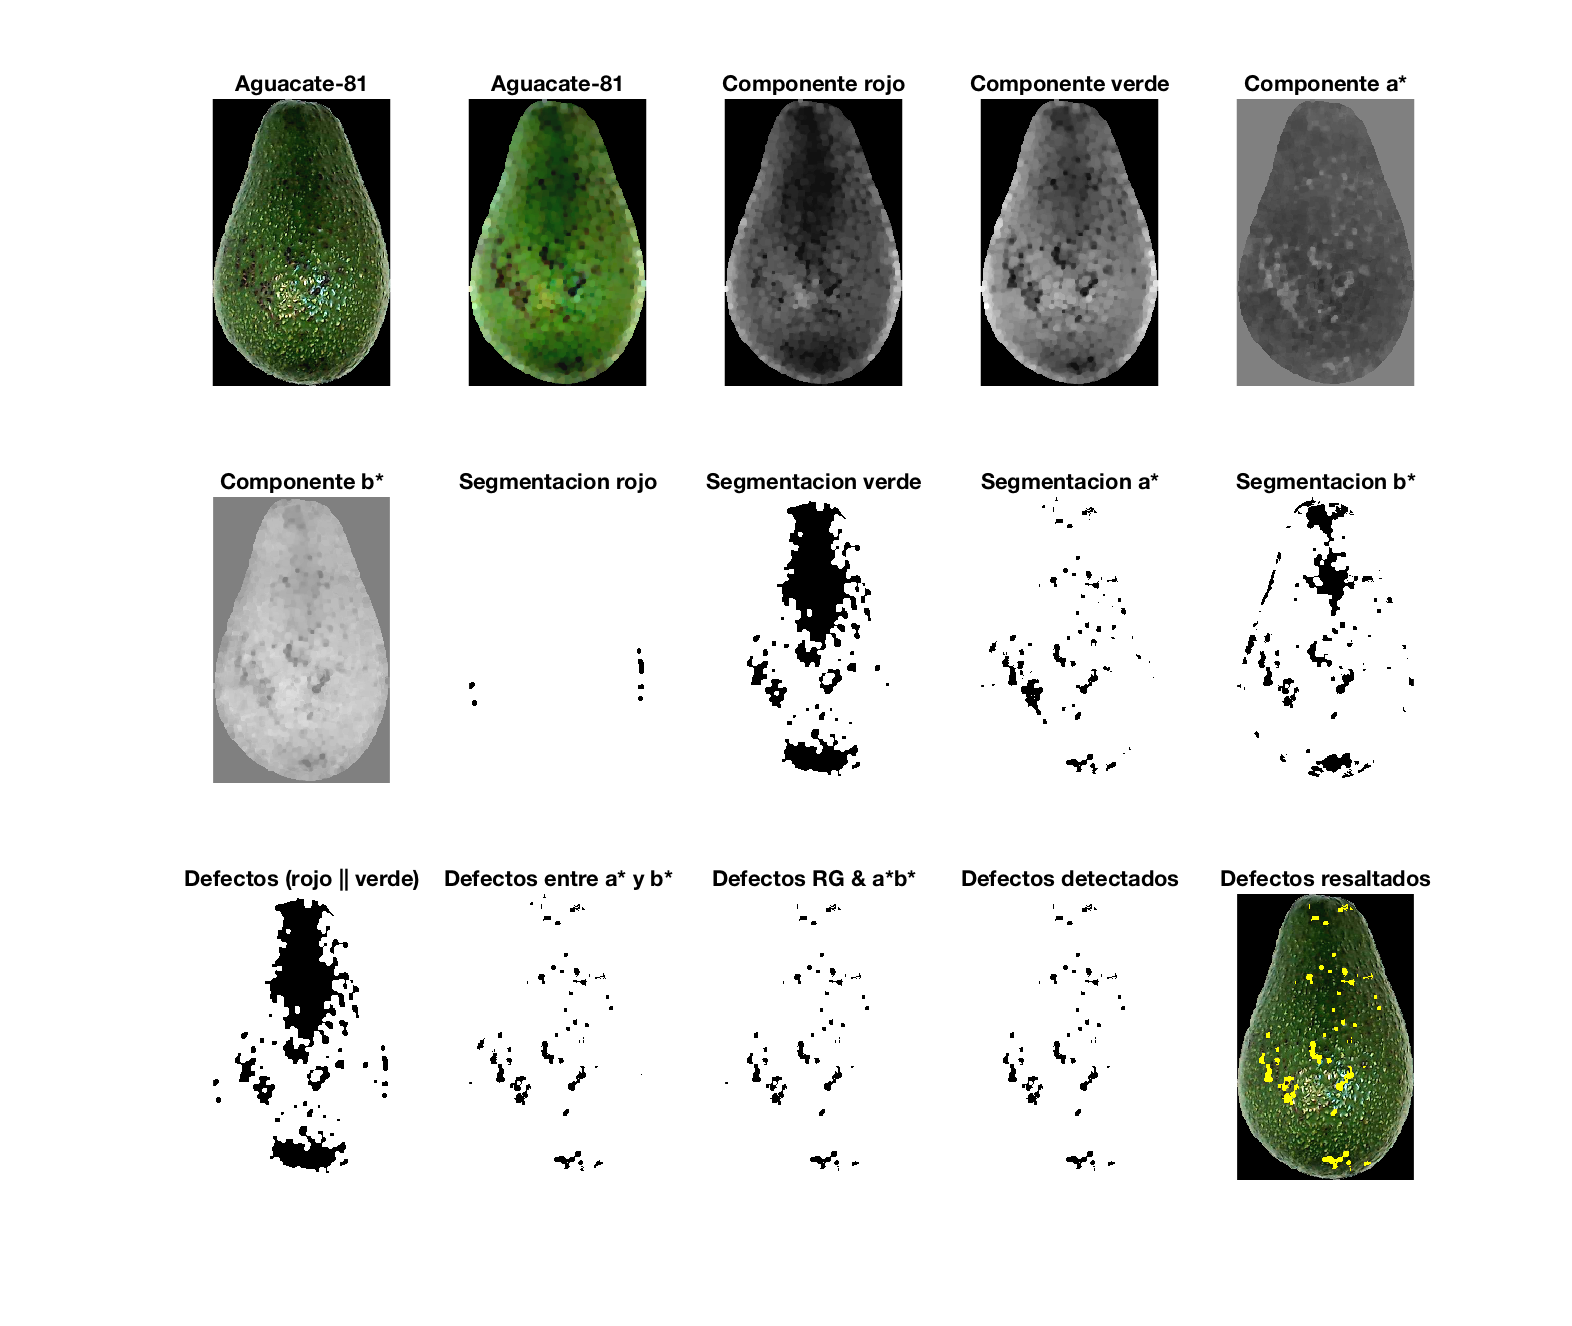 Aguacate-81
Aguacate-81
Componente rojo
Componente verde
Componente a*
Componente b*
Segmentacion rojo
Segmentacion verde
Segmentacion a*
Segmentacion b*
Defectos (rojo || verde)
Defectos entre a* y b*
Defectos RG & a*b*
Defectos detectados
Defectos resaltados